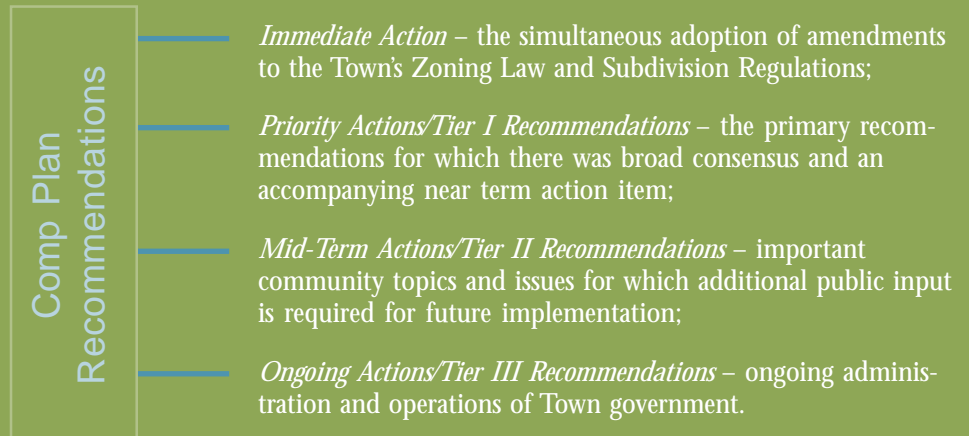 Comp Plan
Recommendations
Immediate Action – the simultaneous adoption of amendments
to the Town's Zoning Law and Subdivision Regulations;
Priority Actions/Tier I Recommendations – the primary recom-
mendations for which there was broad consensus and an
accompanying near term action item;
Mid-Term Actions/Tier II Recommendations – important
community topics and issues for which additional public input
is required for future implementation;
Ongoing Actions/Tier III Recommendations – ongoing adminis-
tration and operations of Town government.